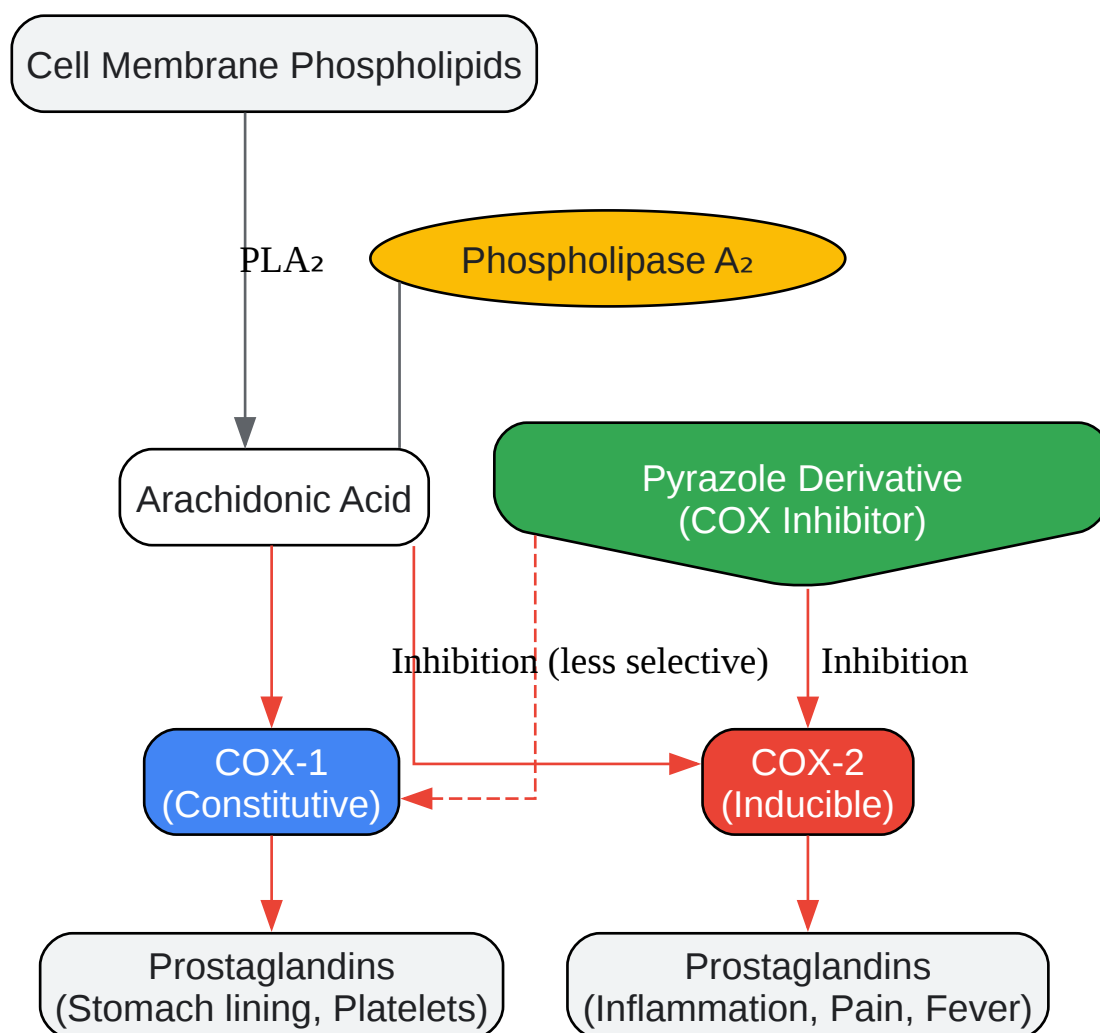 Cell Membrane Phospholipids
PLA₂
Phospholipase A₂
Arachidonic Acid
Pyrazole Derivative
(COX Inhibitor)
Inhibition (less selective)
Inhibition
COX-1
(Constitutive)
COX-2
(Inducible)
Prostaglandins
(Stomach lining, Platelets)
Prostaglandins
(Inflammation, Pain, Fever)